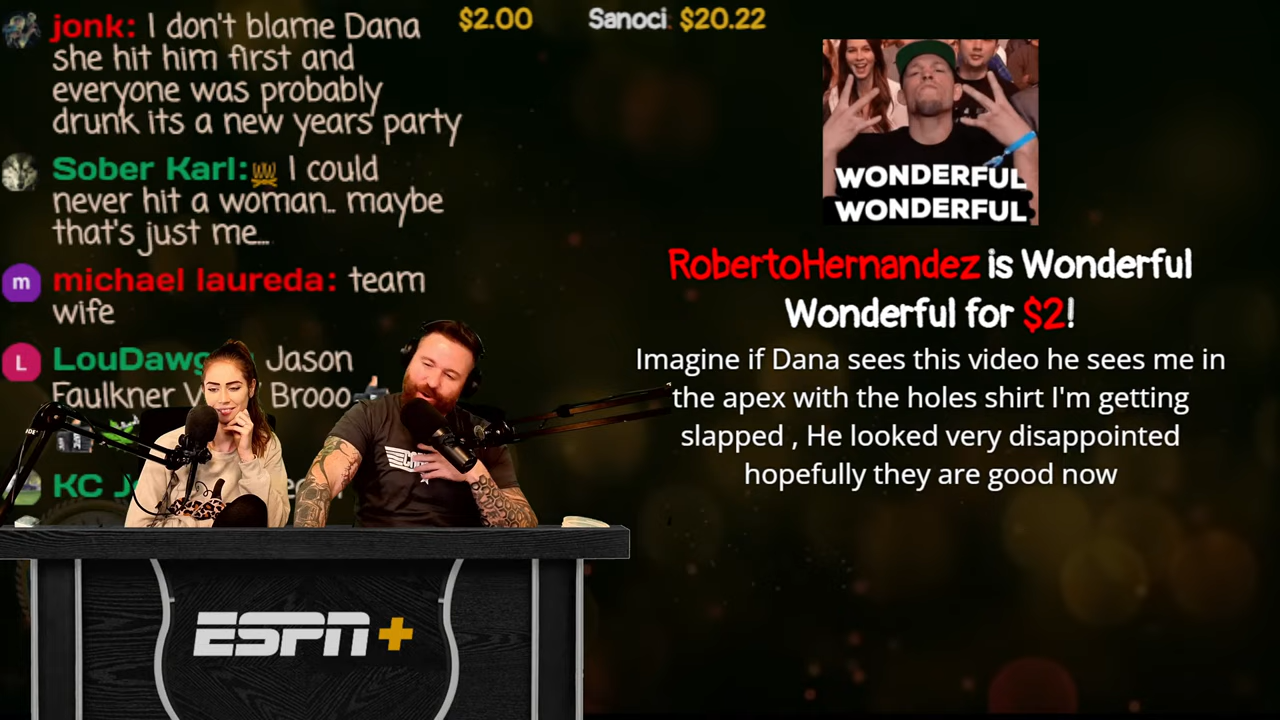 jonk: I don't blame Dana
she hit him first and
everyone was probably
drunk its a new years party
Sober Karl: I could
never hit a woman.. maybe
that's just me...
m michael laureda: team
wife
L LouDawg Jason
Faulkner Brooo
KC
$2.00 Sanoci $20.22
WONDERFUL
WONDERFUL
RobertoHernandez is Wonderful
Wonderful for $2!
Imagine if Dana sees this video he sees me in
the apex with the holes shirt I'm getting
slapped , He looked very disappointed
hopefully they are good now
ESPN+